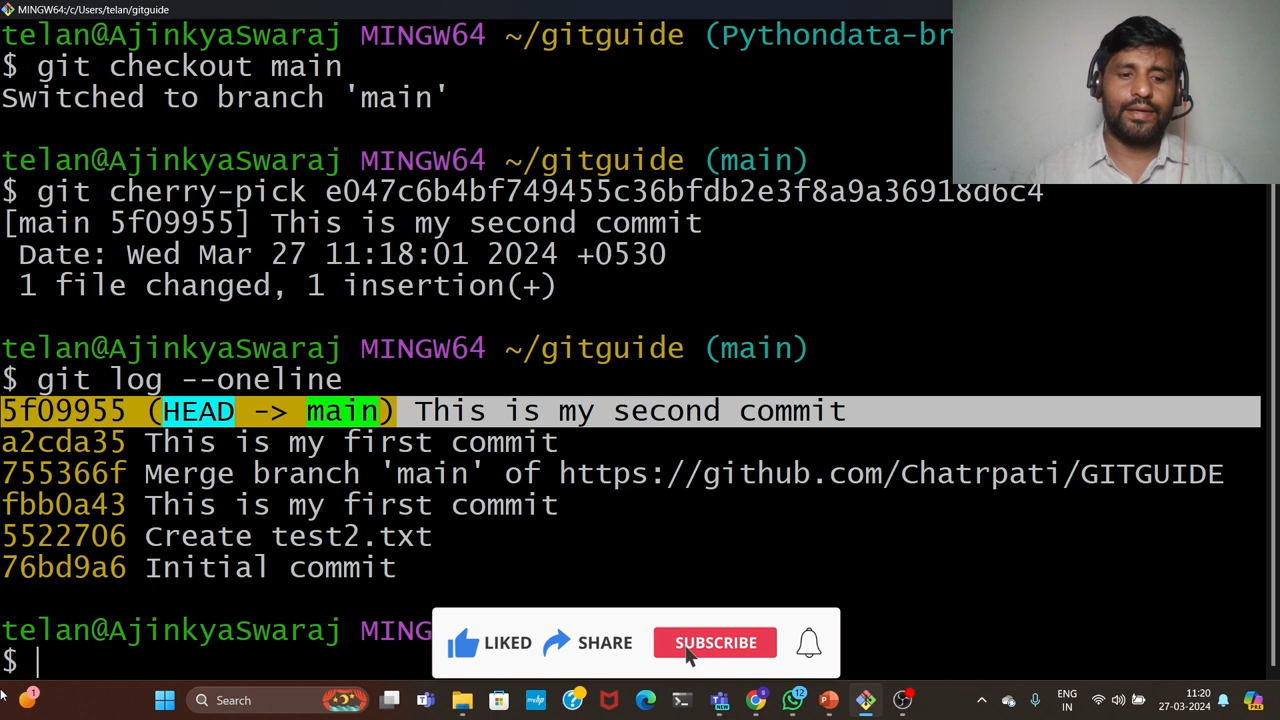 MINGW64:/c/Users/telan/gitguide
telan@AjinkyaSwaraj MINGW64 ~/gitguide (Pythondata-br
$ git checkout main
Switched to branch 'main'
telan@AjinkyaSwaraj MINGW64 ~/gitguide (main)
$ git cherry-pick e047c6b4bf749455c36bfdb2e3f8a9a36918d6c4
[main 5f09955] This is my second commit
Date: Wed Mar 27 11:18:01 2024 +0530
1 file changed, 1 insertion(+)
telan@AjinkyaSwaraj MINGW64 ~/gitguide (main)
$ git log --oneline
5f09955 (HEAD -> main) This is my second commit
a2cda35 This is my first commit
755366f Merge branch 'main' of https://github.com/Chatrpati/GITGUIDE
fbb0a43 This is my first commit
5522706 Create test2.txt
76bd9a6 Initial commit
telan@AjinkyaSwaraj MING
$
LIKED SHARE SUBSCRIBE
1 Search 6 12 ENG 11:20
IN 27-03-2024